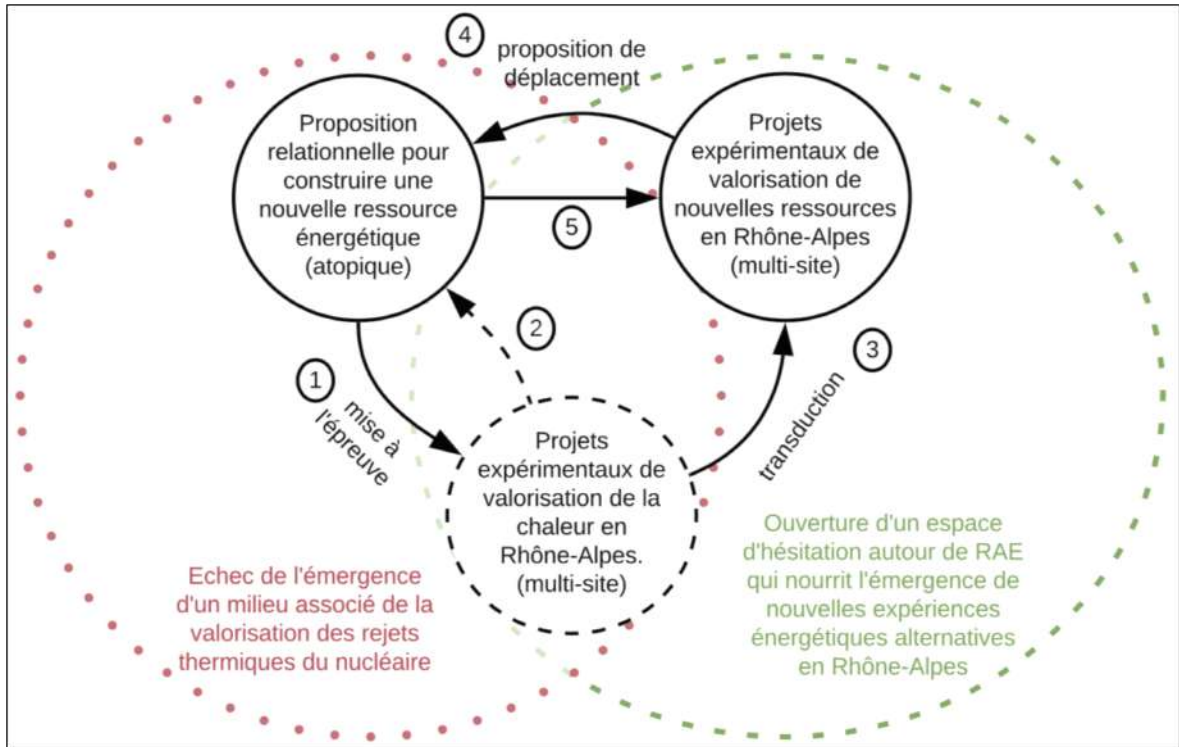 4
proposition de
déplacement
Proposition
relationnelle pour
construire une
nouvelle ressource
énergétique
(atopique)
Projets
expérimentaux de
valorisation de
nouvelles ressources
en Rhône-Alpes
(multi-site)
5
2
1
mise à
l'épreuve
3
transduction
Projets
expérimentaux de
valorisation de la
chaleur en
Rhône-Alpes.
(multi-site)
Echec de l'émergence
d'un milieu associé de la
valorisation des rejets
thermiques du nucléaire
Ouverture d'un espace
d'hésitation autour de RAE
qui nourrit l'émergence de
nouvelles expériences
énergétiques alternatives
en Rhône-Alpes